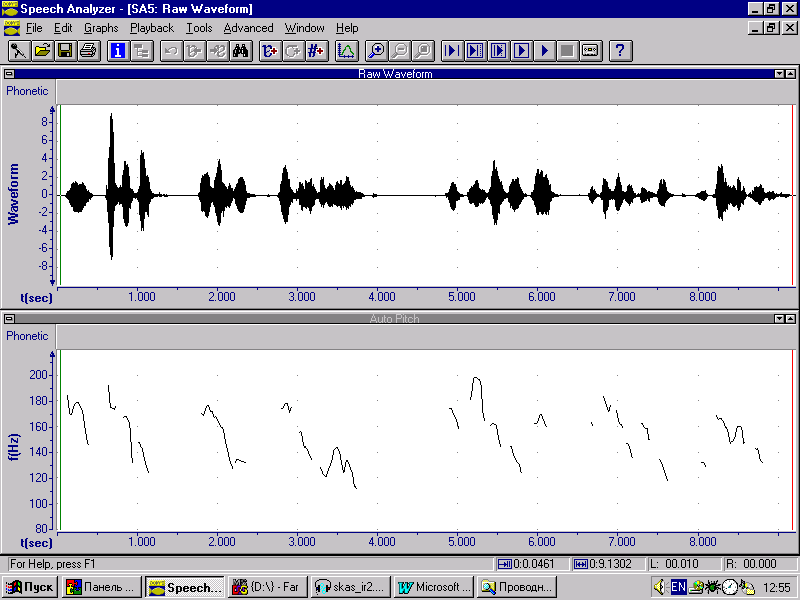 Speech Analyzer - [SA5: Raw Waveform]
File Edit Graphs Playback Tools Advanced Window Help
Raw Waveform
Phonetic
Waveform
8
6
4
2
0
-2
-4
-6
-8
t(sec) 1.000 2.000 3.000 4.000 5.000 6.000 7.000 8.000
Auto Pitch
Phonetic
f(Hz)
200
180
160
140
120
100
80
t(sec) 1.000 2.000 3.000 4.000 5.000 6.000 7.000 8.000
For Help, press F1 0:0.0461 0:9.1302 L: 00.010 R: 00.000
Пуск Панель ... Speech... {D:\} - Far skas_ir2.... Microsoft ... Проводн... EN 12:55